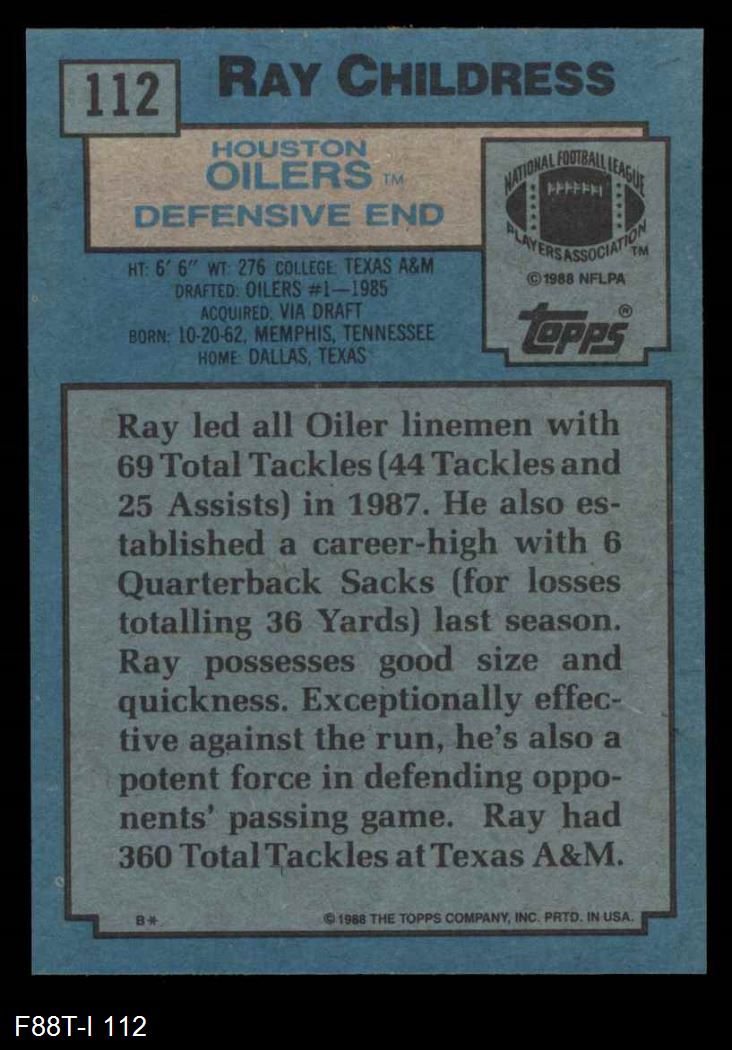 112
RAY CHILDRESS
HOUSTON
OILERS TM
DEFENSIVE END
NATIONAL FOOTBALL LEAGUE
PLAYERS ASSOCIATION TM
© 1988 NFLPA
topps®
HT: 6' 6" WT: 276 COLLEGE: TEXAS A&M
DRAFTED: OILERS #1—1985
ACQUIRED: VIA DRAFT
BORN: 10-20-62, MEMPHIS, TENNESSEE
HOME: DALLAS, TEXAS
Ray led all Oiler linemen with
69 Total Tackles (44 Tackles and
25 Assists) in 1987. He also es-
tablished a career-high with 6
Quarterback Sacks (for losses
totalling 36 Yards) last season.
Ray possesses good size and
quickness. Exceptionally effec-
tive against the run, he's also a
potent force in defending oppo-
nents' passing game. Ray had
360 Total Tackles at Texas A&M.
B*
© 1988 THE TOPPS COMPANY, INC. PRTD. IN USA.
F88T-I 112